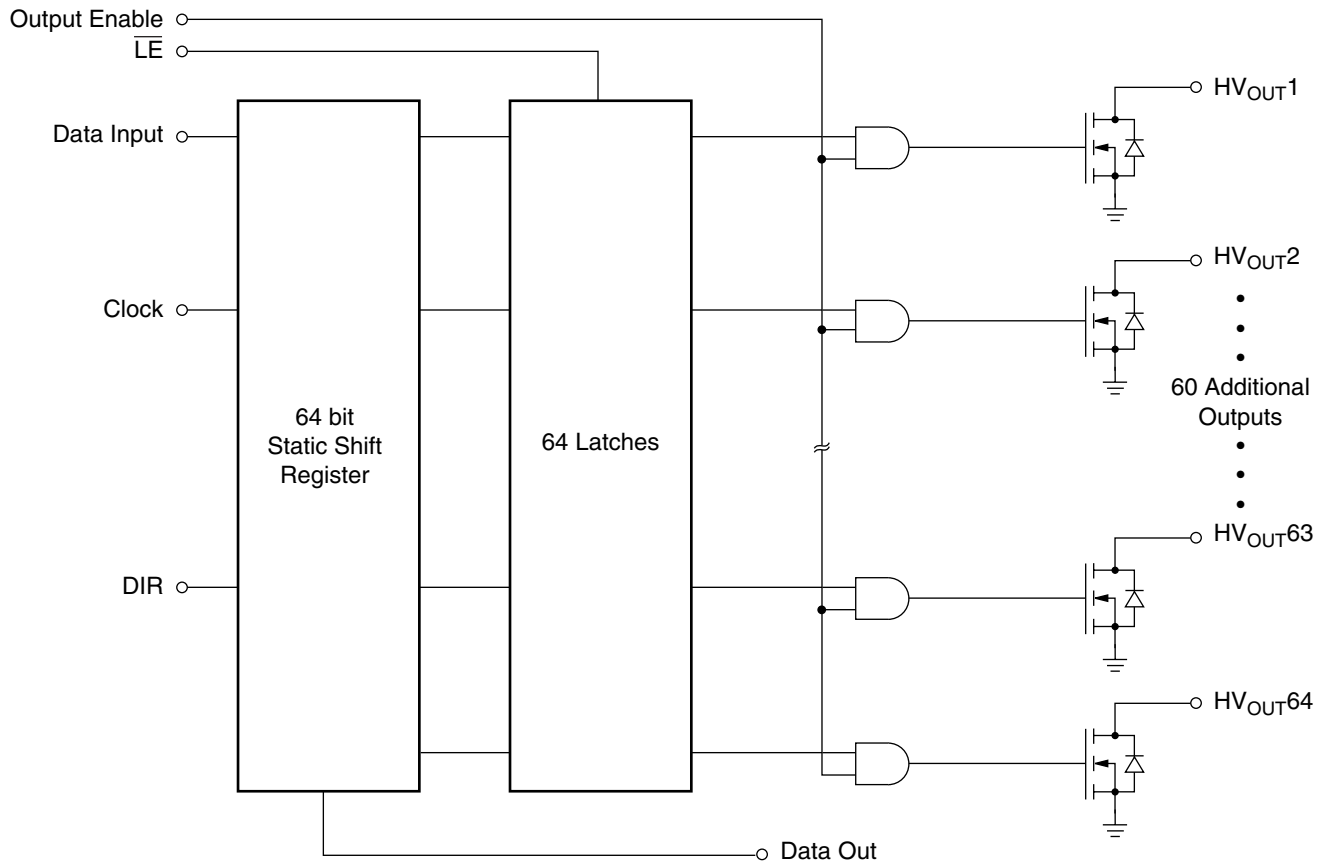 Output Enable
LE
HVOUT1
Data Input
HVOUT2
Clock
60 Additional
Outputs
64 bit
Static Shift
Register
64 Latches
HVOUT63
DIR
HVOUT64
Data Out